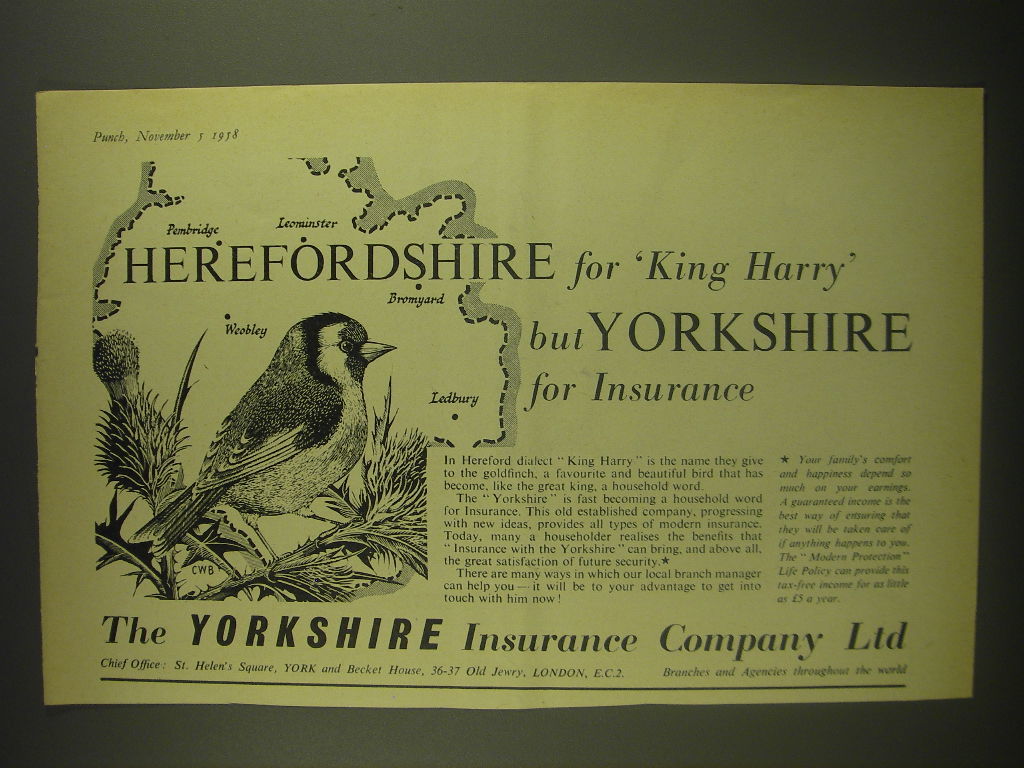 Punch, November 5 1958
Pembridge
Leominster
HEREFORDSHIRE for 'King Harry'
Bromyard
Weobley
but YORKSHIRE
for Insurance
Ledbury
In Hereford dialect "King Harry" is the name they give
to the goldfinch, a favourite and beautiful bird that has
become, like the great king, a household word.
The "Yorkshire" is fast becoming a household word
for Insurance. This old established company, progressing
with new ideas, provides all types of modern insurance.
Today, many a householder realises the benefits that
"Insurance with the Yorkshire" can bring, and above all,
the great satisfaction of future security.★
There are many ways in which our local branch manager
can help you — it will be to your advantage to get into
touch with him now!
★ Your family's comfort
and happiness depend so
much on your earnings.
A guaranteed income is the
best way of ensuring that
they will be taken care of
if anything happens to you.
The "Modern Protection"
Life Policy can provide this
tax-free income for as little
as £5 a year.
CWB
The YORKSHIRE Insurance Company Ltd
Chief Office: St. Helen's Square, YORK and Becket House, 36-37 Old Jewry, LONDON, E.C.2. Branches and Agencies throughout the world